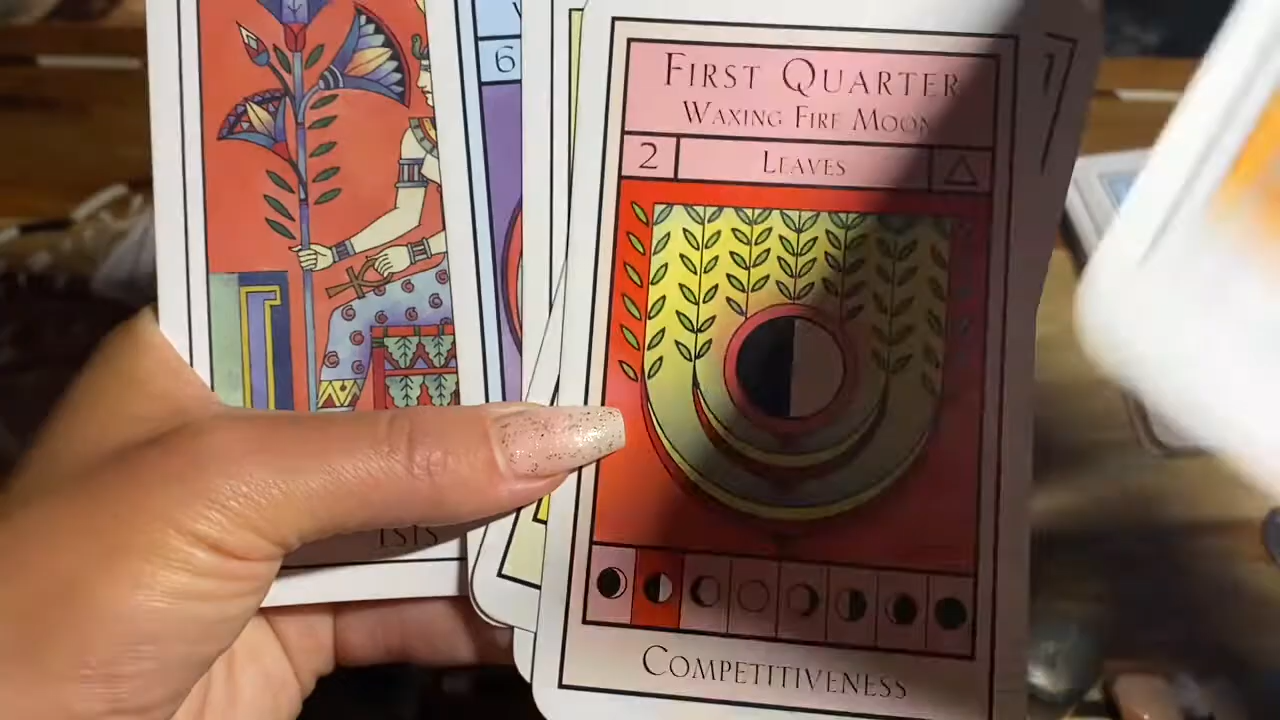 FIRST QUARTER
WAXING FIRE MOON
2
LEAVES
COMPETITIVENESS
6
ISIS